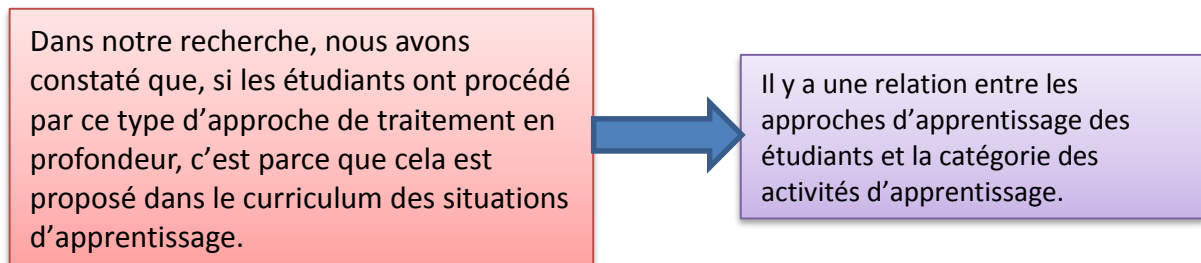 Dans notre recherche, nous avons
constaté que, si les étudiants ont procédé
par ce type d’approche de traitement en
profondeur, c’est parce que cela est
proposé dans le curriculum des situations
d’apprentissage.
Il y a une relation entre les
approches d’apprentissage des
étudiants et la catégorie des
activités d’apprentissage.